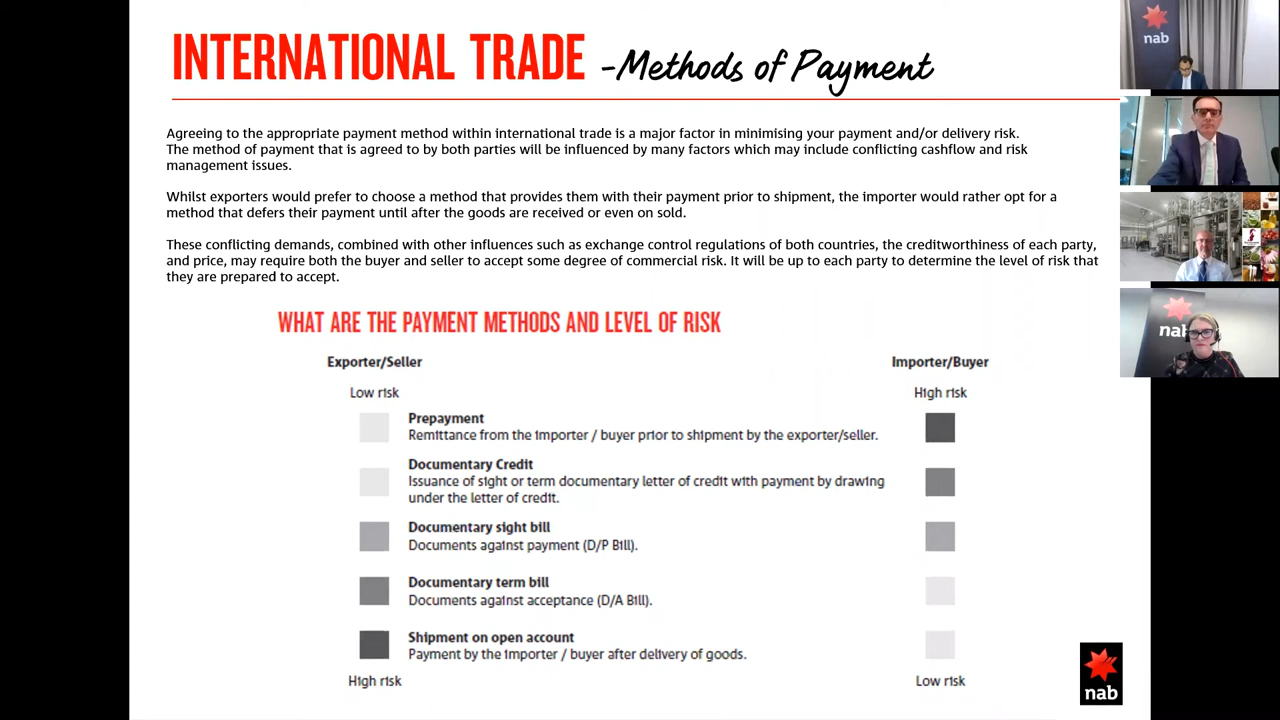 INTERNATIONAL TRADE -Methods of Payment
Agreeing to the appropriate payment method within international trade is a major factor in minimising your payment and/or delivery risk.
The method of payment that is agreed to by both parties will be influenced by many factors which may include conflicting cashflow and risk
management issues.
Whilst exporters would prefer to choose a method that provides them with their payment prior to shipment, the importer would rather opt for a
method that defers their payment until after the goods are received or even on sold.
These conflicting demands, combined with other influences such as exchange control regulations of both countries, the creditworthiness of each party,
and price, may require both the buyer and seller to accept some degree of commercial risk. It will be up to each party to determine the level of risk that
they are prepared to accept.
WHAT ARE THE PAYMENT METHODS AND LEVEL OF RISK
Exporter/Seller
Importer/Buyer
Low risk
High risk
Prepayment
Remittance from the importer / buyer prior to shipment by the exporter/seller.
Documentary Credit
Issuance of sight or term documentary letter of credit with payment by drawing
under the letter of credit.
Documentary sight bill
Documents against payment (D/P Bill).
Documentary term bill
Documents against acceptance (D/A Bill).
Shipment on open account
Payment by the importer / buyer after delivery of goods.
High risk
Low risk
nab
nab
nab